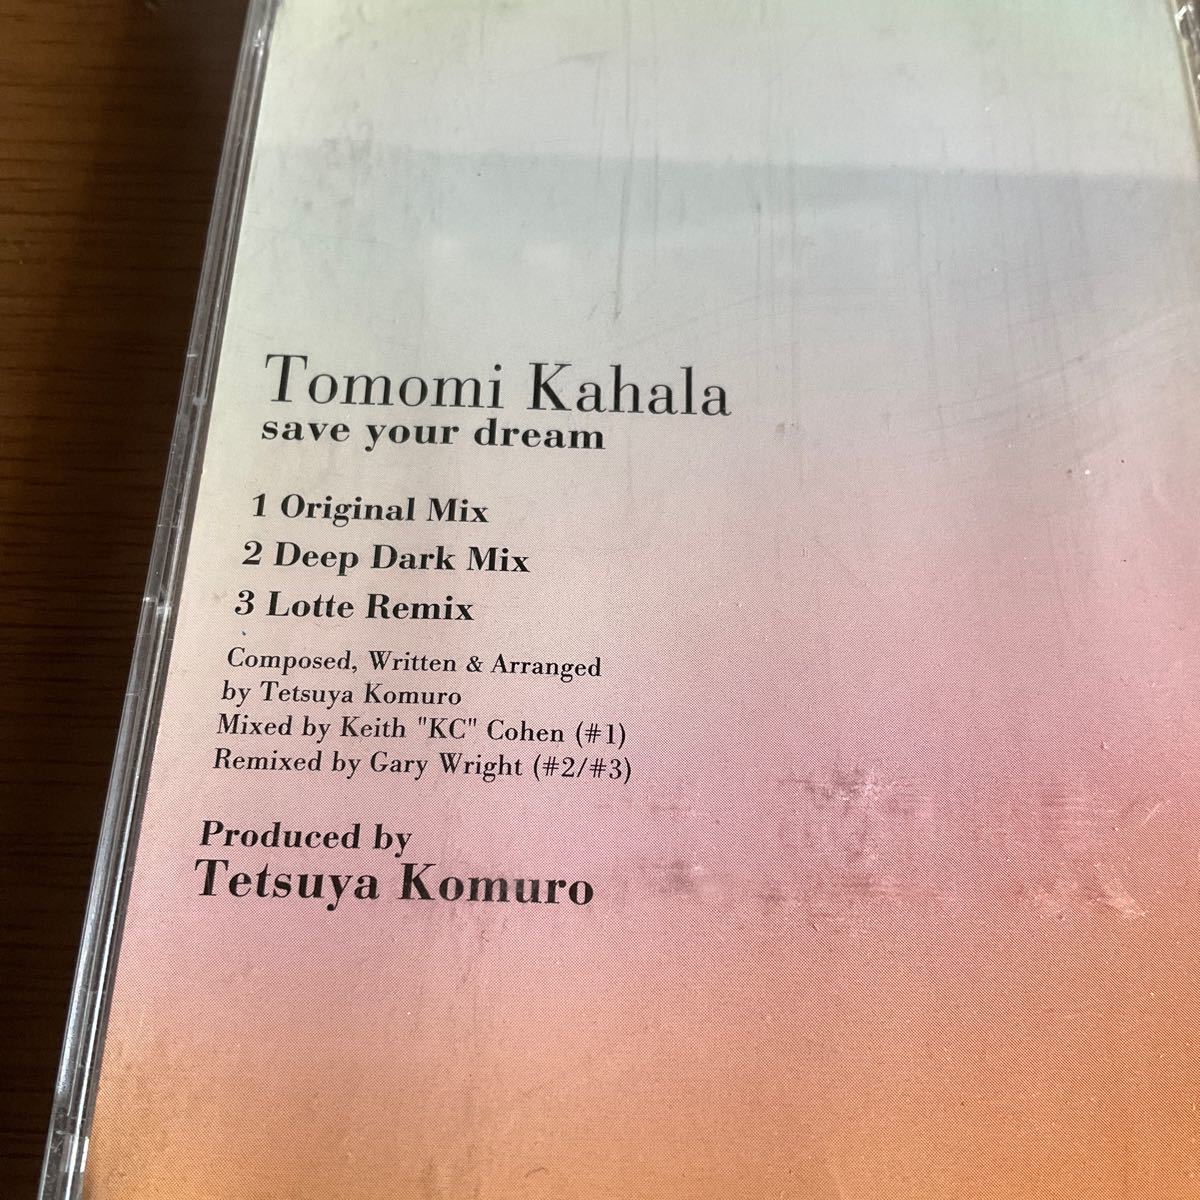 Tomomi Kahala
save your dream
1 Original Mix
2 Deep Dark Mix
3 Lotte Remix
Composed, Written & Arranged
by Tetsuya Komuro
Mixed by Keith "KC" Cohen (#1)
Remixed by Gary Wright (#2/#3)
Produced by
Tetsuya Komuro